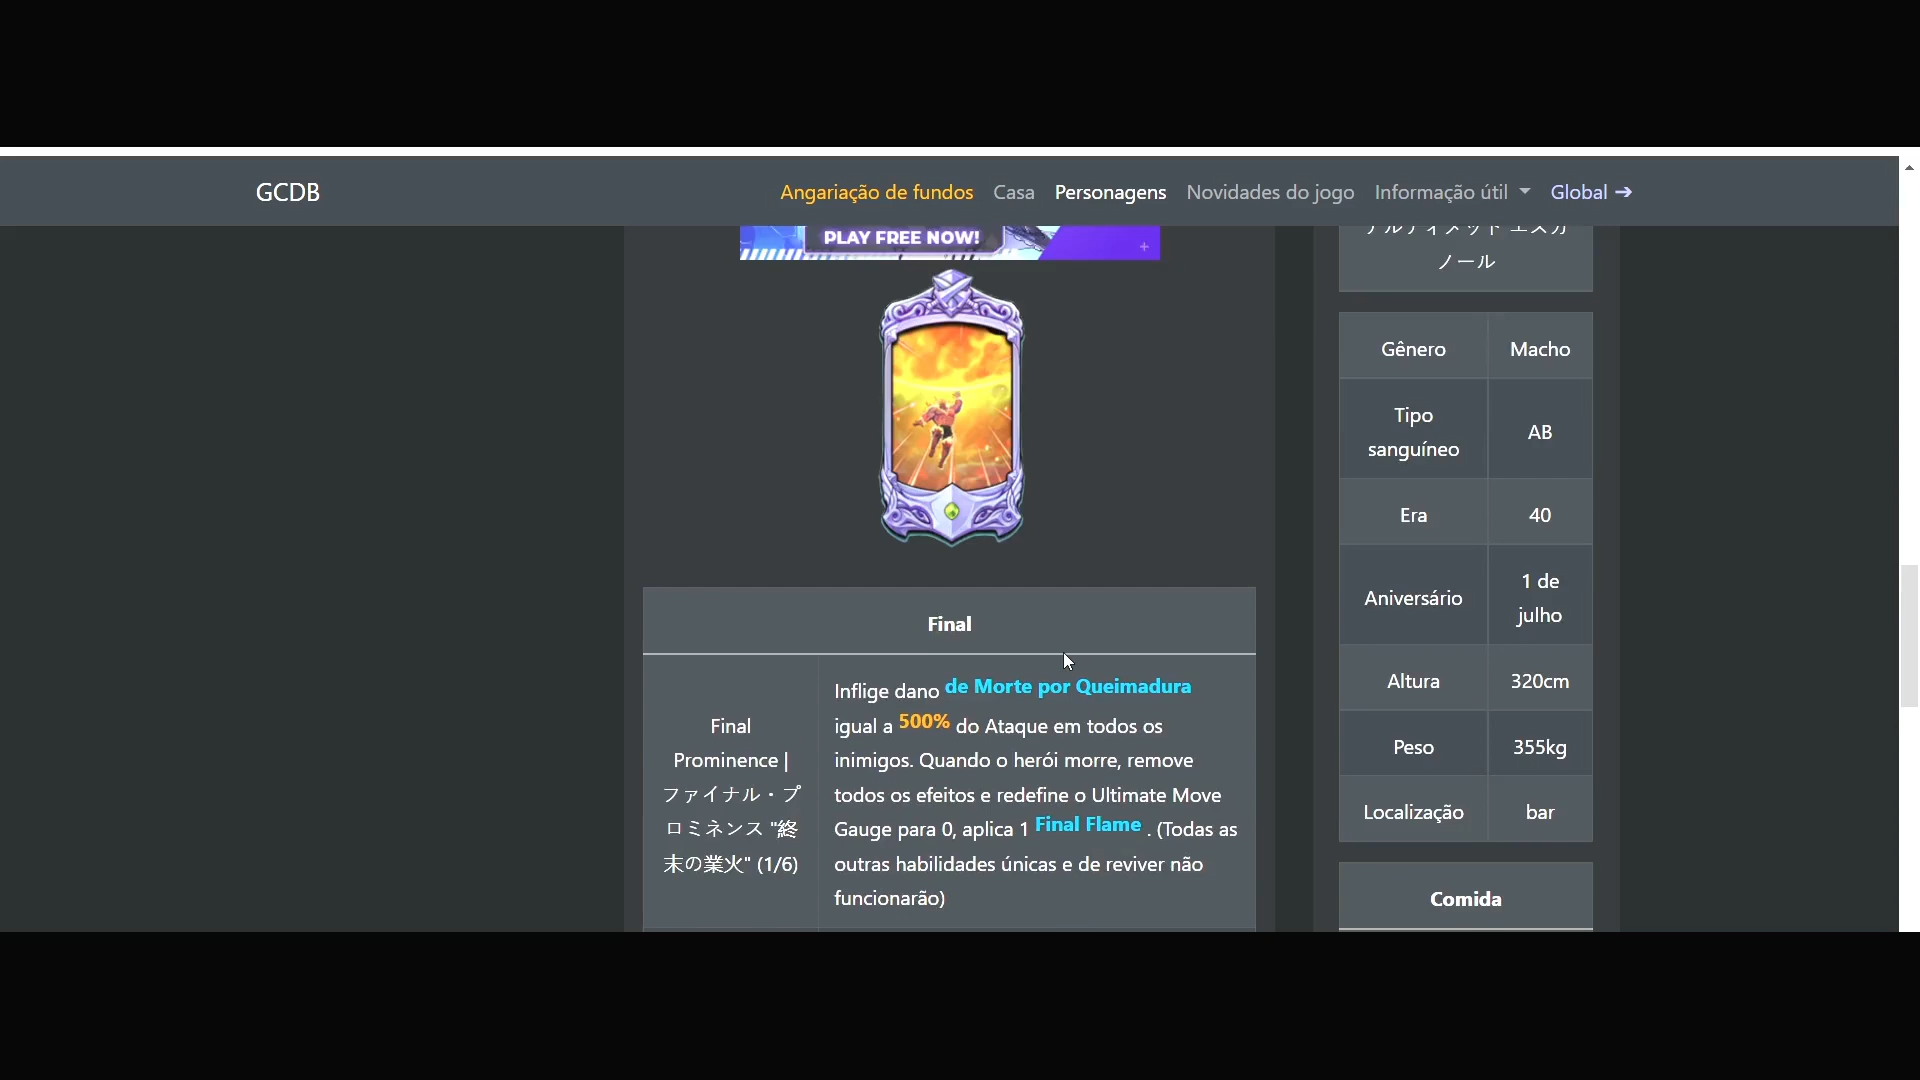 GCDB
Angariação de fundos Casa Personagens Novidades do jogo Informação útil Global
PLAY FREE NOW!
Final
Final
Prominence |
ファイナル・プ
ロミネンス "終
末の業火" (1/6)
Inflige dano de Morte por Queimadura
igual a 500% do Ataque em todos os
inimigos. Quando o herói morre, remove
todos os efeitos e redefine o Ultimate Move
Gauge para 0, aplica 1 Final Flame . (Todas as
outras habilidades únicas e de reviver não
funcionarão)
ノール
Gênero Macho
Tipo
sanguíneo
AB
Era 40
Aniversário
1 de
julho
Altura 320cm
Peso 355kg
Localização bar
Comida